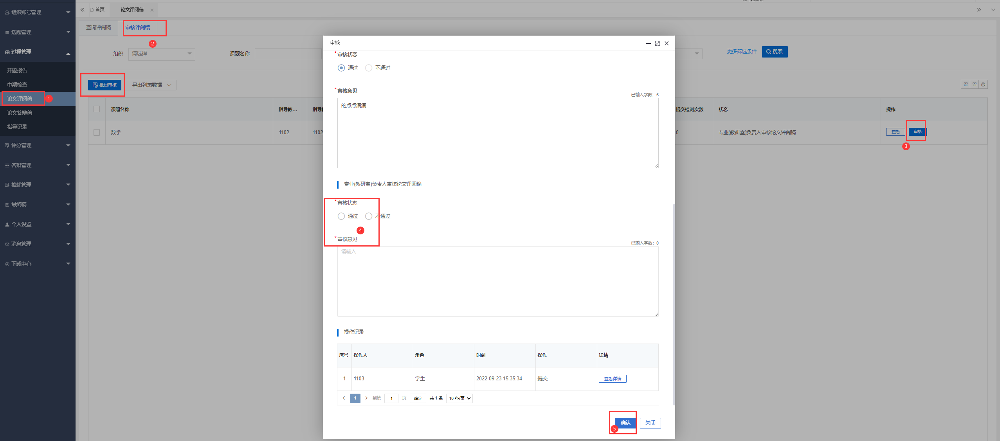 组织账号管理
选题管理
过程管理
开题报告
中期检查
论文评阅稿
1
论文答辩稿
指导记录
评分管理
答辩管理
推优管理
最终稿
个人设置
消息管理
下载中心
首页
论文评阅稿
查询评阅稿
审核评阅稿
2
组织
请选择
课题名称
更多筛选条件
搜索
批量审核
导出列表数据
课题名称
指导教...
指导
提交检测次数
状态
操作
数学
1102
1102
0
专业(教研室)负责人审核论文评阅稿
查看
审核
3
审核
*审核状态
通过
不通过
*审核意见
已输入字数：5
的点点滴滴
专业(教研室)负责人审核论文评阅稿
*审核状态
通过
不通过
4
*审核意见
已输入字数：0
请输入
操作记录
序号
操作人
角色
时间
操作
详情
1
1103
学生
2022-09-23 15:35:34
提交
查看详情
1
到第
1
页
确定
共 1 条
10 条/页
确认
5
关闭